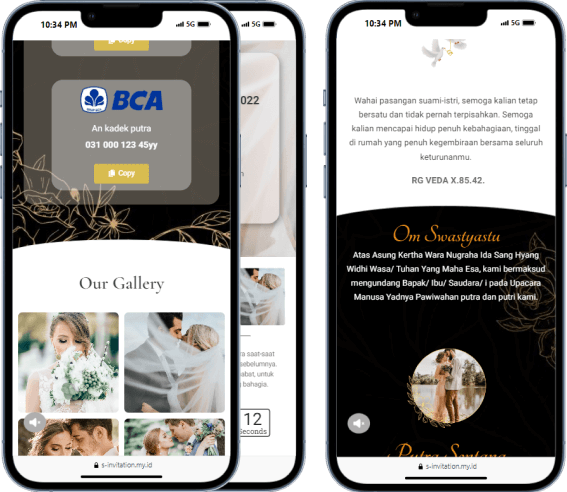 10:34 PM
5G
Copy
BCA
An kadek putra
031 000 123 45yy
Copy
Our Gallery
s-invitation.my.id
5G
2022
ra saat-saat
sebelumnya.
abat, untuk
g bahagia.
12
Seconds
10:34 PM
5G
Wahai pasangan suami-istri, semoga kalian tetap
bersatu dan tidak pernah terpisahkan. Semoga
kalian mencapai hidup penuh kebahagiaan, tinggal
di rumah yang penuh kegembiraan bersama seluruh
keturunanmu.
RG VEDA X.85.42.
Om Swastyastu
Atas Asung Kertha Wara Nugraha Ida Sang Hyang
Widhi Wasa/ Tuhan Yang Maha Esa, kami bermaksud
mengundang Bapak/ Ibu/ Saudara/ i pada Upacara
Manusa Yadnya Pawiwahan putra dan putri kami.
Putra Sentana
s-invitation.my.id